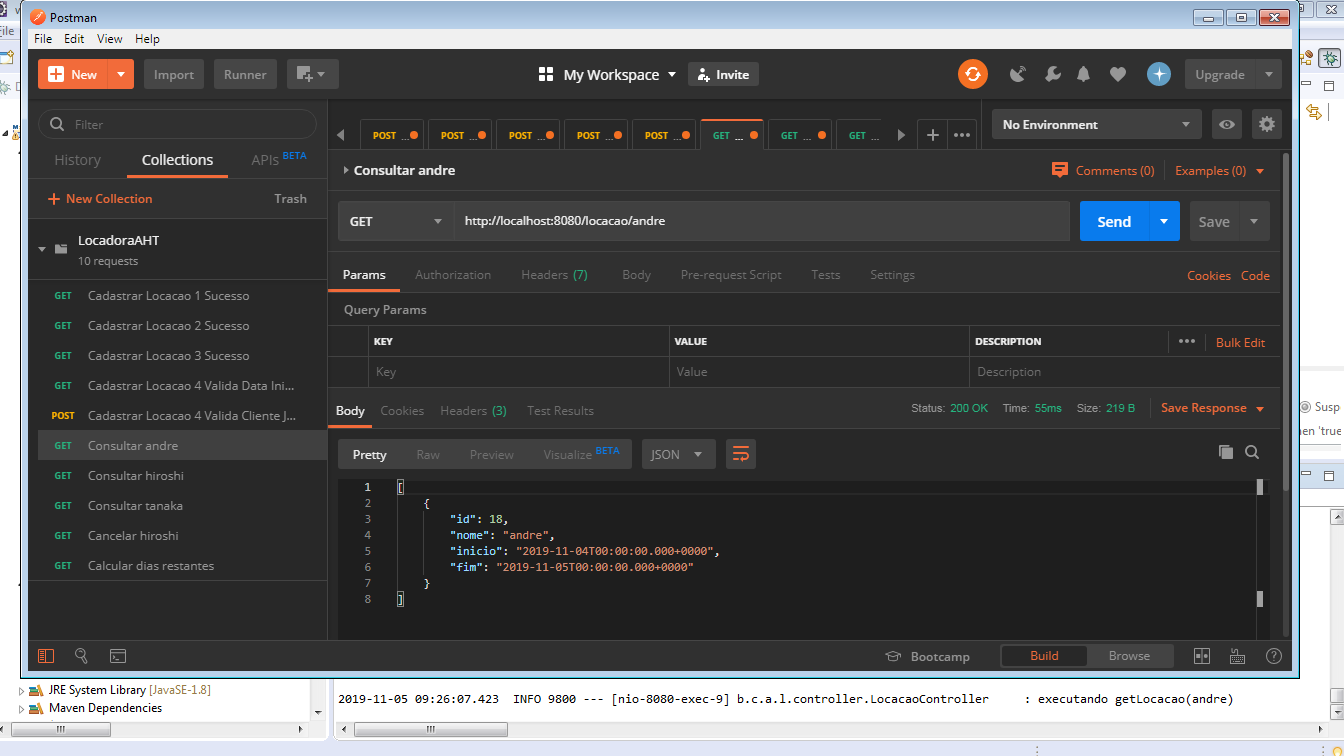 Postman
File Edit View Help
New Import Runner My Workspace Invite Upgrade
Filter
History Collections APIs BETA
New Collection Trash
LocadoraAHT
10 requests
GET Cadastrar Locacao 1 Sucesso
GET Cadastrar Locacao 2 Sucesso
GET Cadastrar Locacao 3 Sucesso
GET Cadastrar Locacao 4 Valida Data Ini...
POST Cadastrar Locacao 4 Valida Cliente J...
GET Consultar andre
GET Consultar hiroshi
GET Consultar tanaka
GET Cancelar hiroshi
GET Calcular dias restantes
POST ... POST ... POST ... POST ... POST ... GET ... GET ... GET ... No Environment
Consultar andre Comments (0) Examples (0)
GET http://localhost:8080/locacao/andre Send Save
Params Authorization Headers (7) Body Pre-request Script Tests Settings Cookies Code
Query Params
KEY VALUE DESCRIPTION Bulk Edit
Key Value Description
Body Cookies Headers (3) Test Results Status: 200 OK Time: 55ms Size: 219 B Save Response
Pretty Raw Preview Visualize BETA JSON
1 [
2 {
3 "id": 18,
4 "nome": "andre",
5 "inicio": "2019-11-04T00:00:00.000+0000",
6 "fim": "2019-11-05T00:00:00.000+0000"
7 }
8 ]
Bootcamp Build Browse
Susp
en 'true
JRE System Library [JavaSE-1.8]
Maven Dependencies
2019-11-05 09:26:07.423 INFO 9800 --- [nio-8080-exec-9] b.c.a.l.controller.LocacaoController : executando getLocacao(andre)